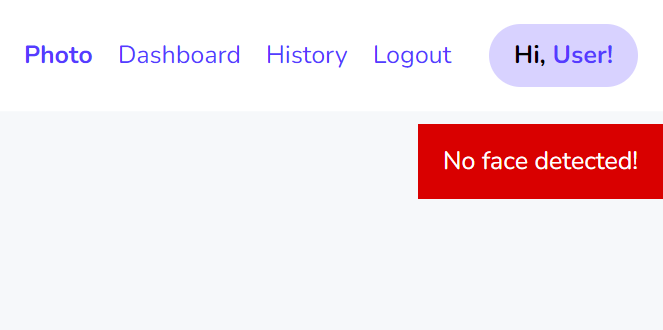 Photo Dashboard History Logout Hi, User!
No face detected!